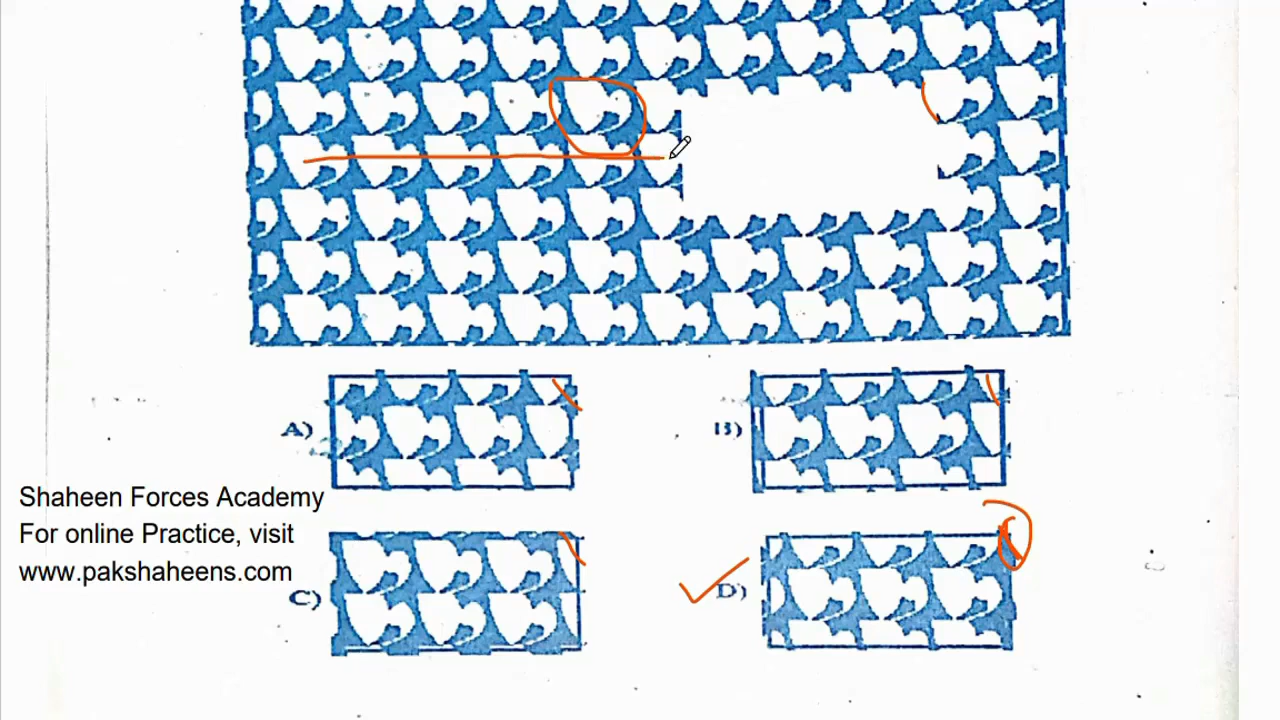 A)
B)
Shaheen Forces Academy
For online Practice, visit
www.pakshaheens.com
C)
D)